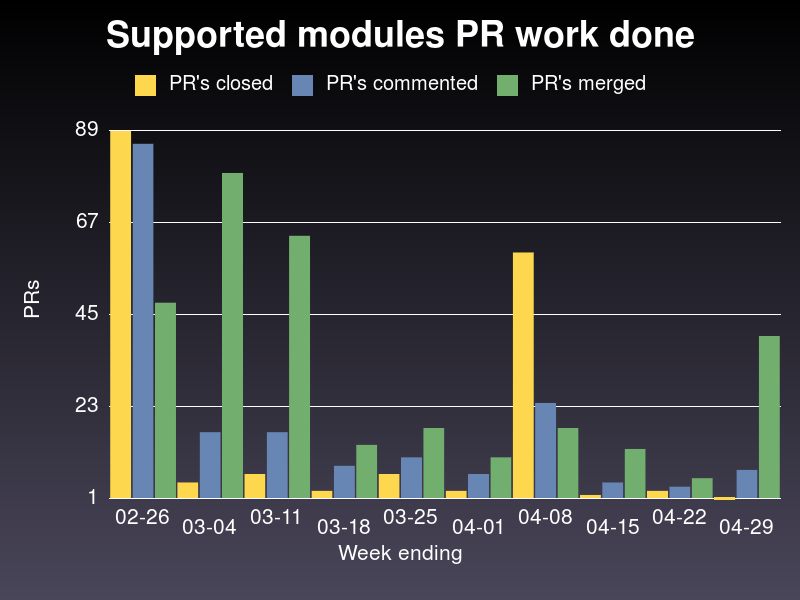 Supported modules PR work done
PR's closed PR's commented PR's merged
89
67
45
23
1
PRs
02-26 03-04 03-11 03-18 03-25 04-01 04-08 04-15 04-22 04-29
Week ending